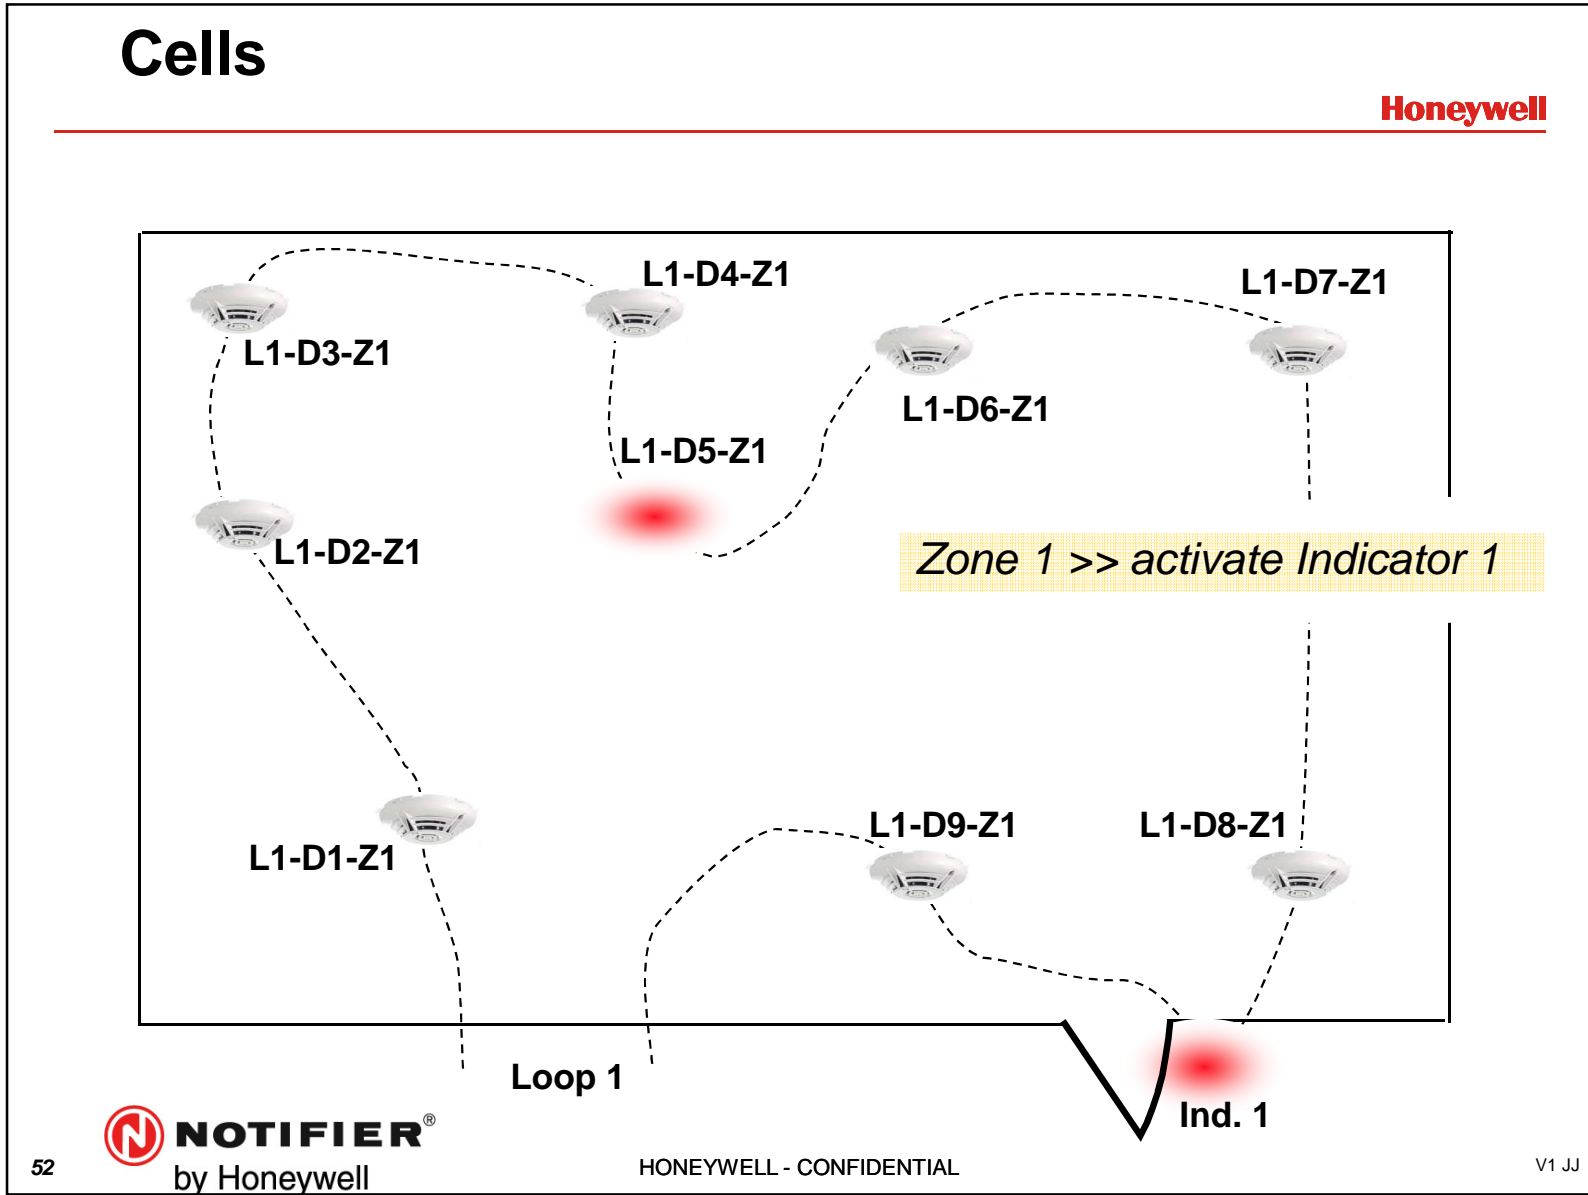 Cells
Honeywell
L1-D4-Z1
L1-D7-Z1
L1-D3-Z1
L1-D6-Z1
L1-D5-Z1
L1-D2-Z1
Zone 1 >> activate Indicator 1
L1-D9-Z1
L1-D8-Z1
L1-D1-Z1
Loop 1
Ind. 1
N NOTIFIER®
by Honeywell
52
HONEYWELL - CONFIDENTIAL
V1 JJ